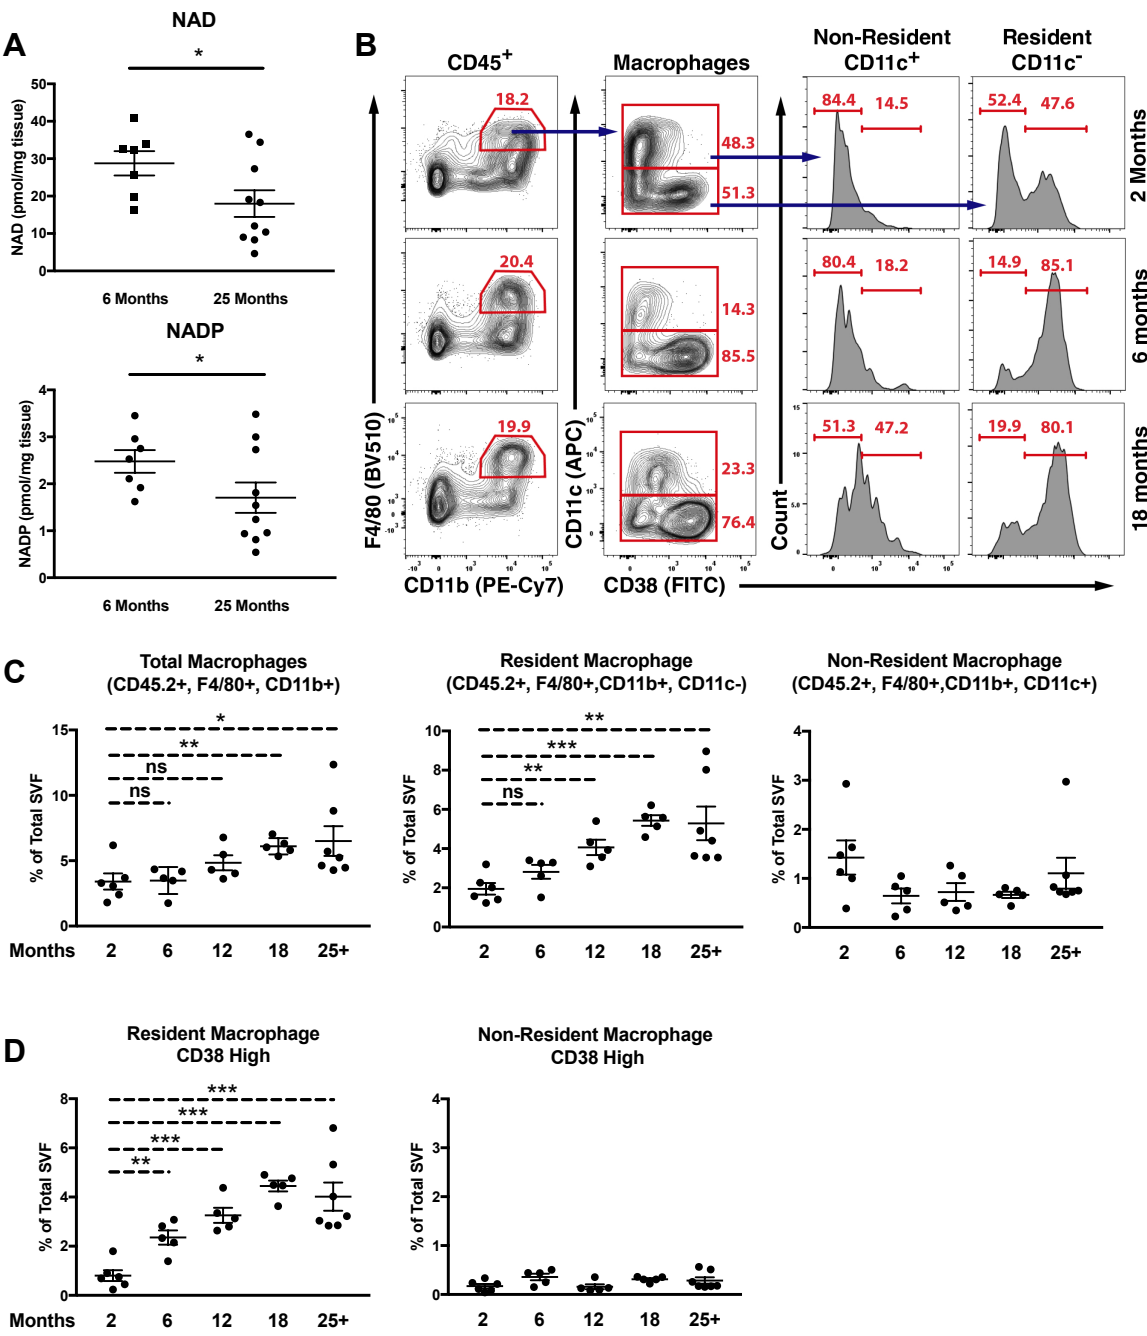 A
NAD
*
NAD (pmol/mg tissue)
50
40
30
20
10
0
6 Months
25 Months
NADP
*
NADP (pmol/mg tissue)
4
3
2
1
0
6 Months
25 Months
B
CD45+
Macrophages
Non-Resident
CD11c+
Resident
CD11c-
18.2
48.3
51.3
84.4 14.5
52.4 47.6
2 Months
20.4
14.3
85.5
80.4 18.2
14.9 85.1
6 months
19.9
23.3
76.4
51.3 47.2
19.9 80.1
18 months
F4/80 (BV510)
CD11c (APC)
Count
CD11b (PE-Cy7)
CD38 (FITC)
C
Total Macrophages
(CD45.2+, F4/80+, CD11b+)
*
**
ns
ns
% of Total SVF
15
10
5
0
Months 2 6 12 18 25+
Resident Macrophage
(CD45.2+, F4/80+,CD11b+, CD11c-)
**
***
**
ns
% of Total SVF
10
8
6
4
2
0
2 6 12 18 25+
Non-Resident Macrophage
(CD45.2+, F4/80+,CD11b+, CD11c+)
% of Total SVF
4
3
2
1
0
2 6 12 18 25+
D
Resident Macrophage
CD38 High
***
***
***
**
% of Total SVF
8
6
4
2
0
Months 2 6 12 18 25+
Non-Resident Macrophage
CD38 High
% of Total SVF
4
3
2
1
0
2 6 12 18 25+